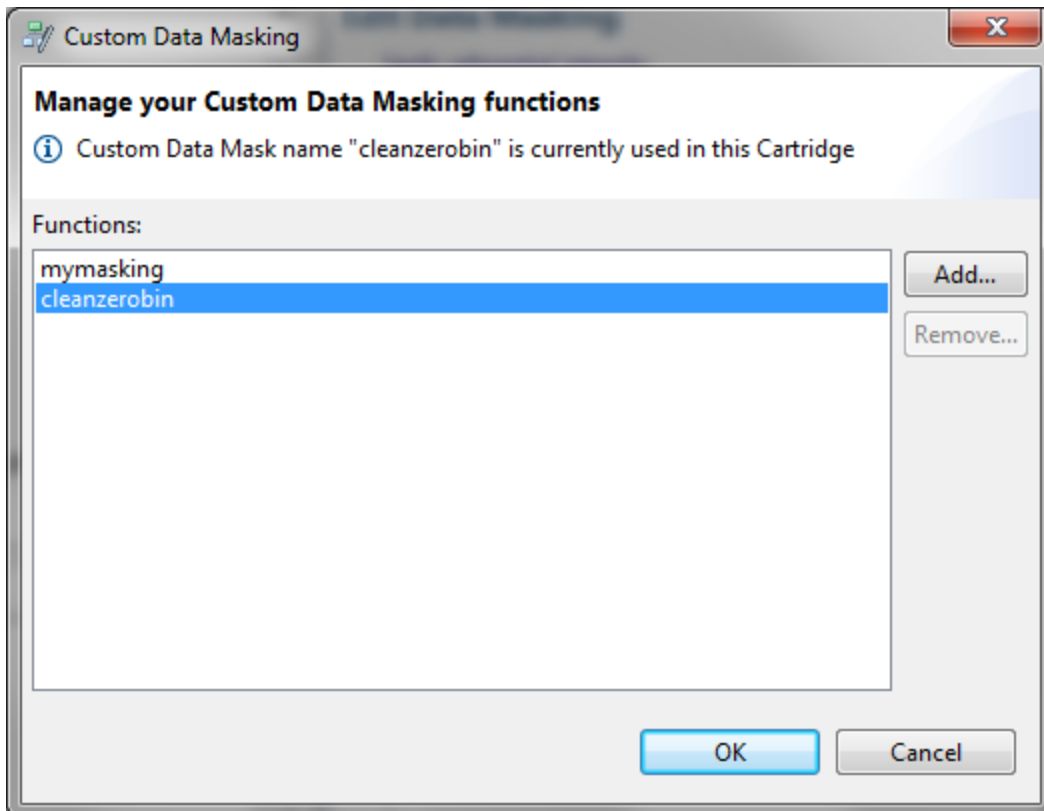 Custom Data Masking
Manage your Custom Data Masking functions
Custom Data Mask name "cleanzerobin" is currently used in this Cartridge
Functions:
mymasking
cleanzerobin
Add...
Remove...
OK
Cancel